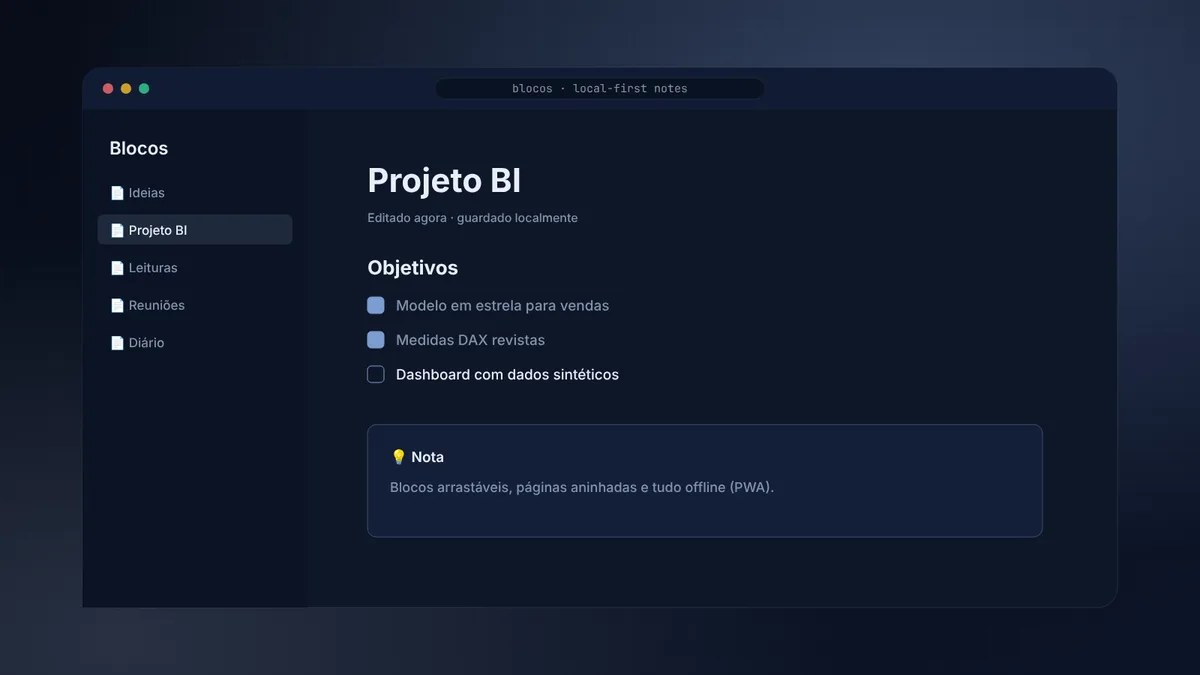 blocos · local-first notes
Blocos
Ideias
Projeto BI
Leituras
Reuniões
Diário
Projeto BI
Editado agora · guardado localmente
Objetivos
Modelo em estrela para vendas
Medidas DAX revistas
Dashboard com dados sintéticos
💡 Nota
Blocos arrastáveis, páginas aninhadas e tudo offline (PWA).